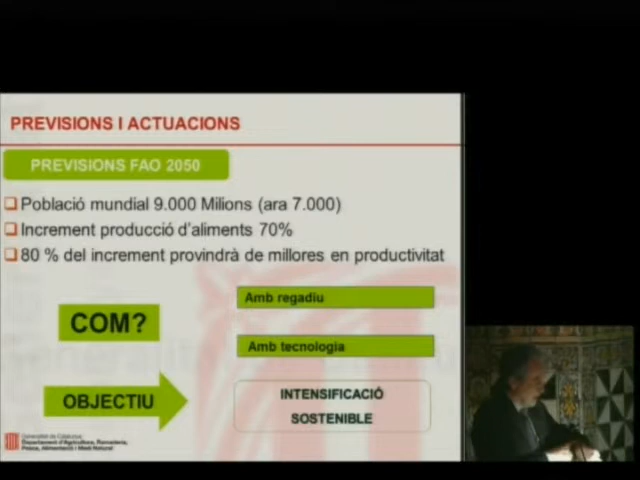 PREVISIONS I ACTUACIONS
PREVISIONS FAO 2050
Població mundial 9.000 Milions (ara 7.000)
Increment producció d'aliments 70%
80 % del increment provindrà de millores en productivitat
Amb regadiu
COM?
Amb tecnologia
OBJECTIU
INTENSIFICACIÓ
SOSTENIBLE
Generalitat de Catalunya
Departament d'Agricultura, Ramaderia,
Pesca, Alimentació i Medi Natural